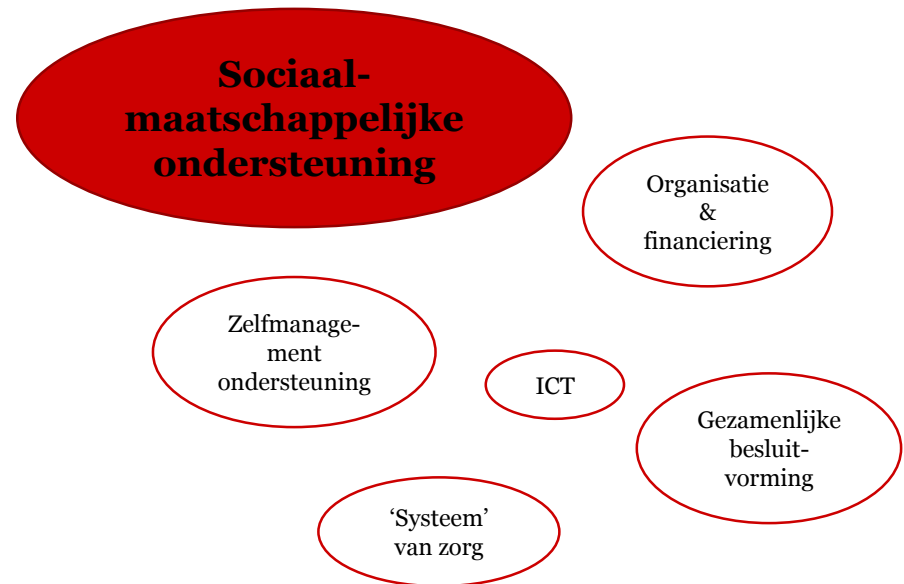 Sociaal-
maatschappelijke
ondersteuning
Organisatie
&
financiering
Zelfmanage-
ment
ondersteuning
ICT
Gezamenlijke
besluit-
vorming
‘Systeem’
van zorg